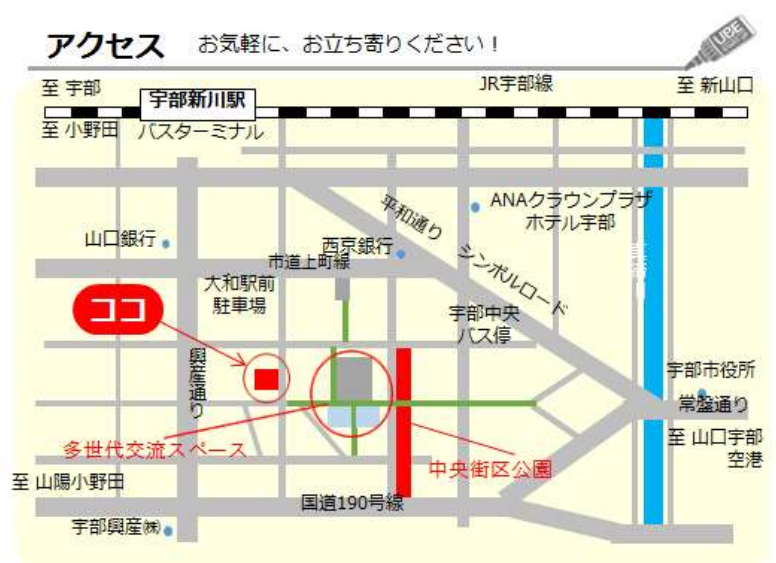 アクセス お気軽に、お立ち寄りください！
UBE
至 宇部
宇部新川駅
JR宇部線
至 新山口
至 小野田
バスターミナル
ANAクラウンプラザ
ホテル宇部
平和通り
シンボルロード
山口銀行
西京銀行
市道上町線
大和駅前
駐車場
ココ
宇部中央
バス停
興産通り
宇部市役所
常盤通り
多世代交流スペース
中央街区公園
至 山口宇部
空港
至 山陽小野田
国道190号線
宇部興産㈱